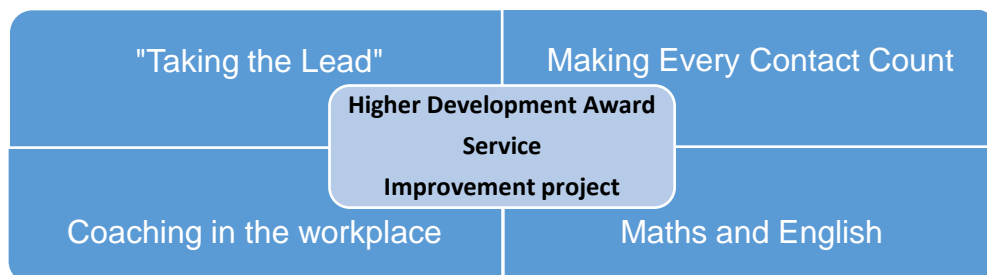 "Taking the Lead"
Making Every Contact Count
Higher Development Award
Service
Improvement project
Coaching in the workplace
Maths and English